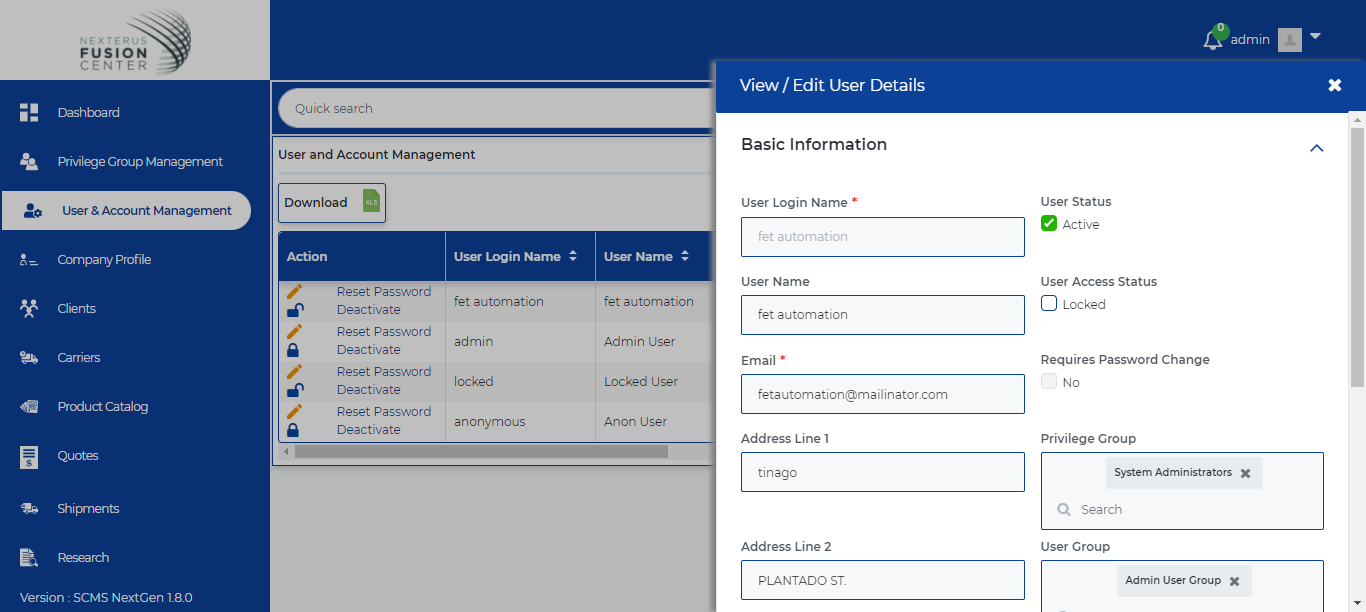 NEXTERUS
FUSION
CENTER
0
admin
Dashboard
Privilege Group Management
User & Account Management
Company Profile
Clients
Carriers
Product Catalog
Quotes
Shipments
Research
Version : SCMS NextGen 1.8.0
Quick search
User and Account Management
Download XLS
Action User Login Name User Name
Reset Password
Deactivate
fet automation fet automation
Reset Password
Deactivate
admin Admin User
Reset Password
Deactivate
locked Locked User
Reset Password
Deactivate
anonymous Anon User
View / Edit User Details
Basic Information
User Login Name *
fet automation
User Status
Active
User Name
fet automation
User Access Status
Locked
Email *
fetautomation@mailinator.com
Requires Password Change
No
Address Line 1
tinago
Privilege Group
System Administrators
Search
Address Line 2
PLANTADO ST.
User Group
Admin User Group